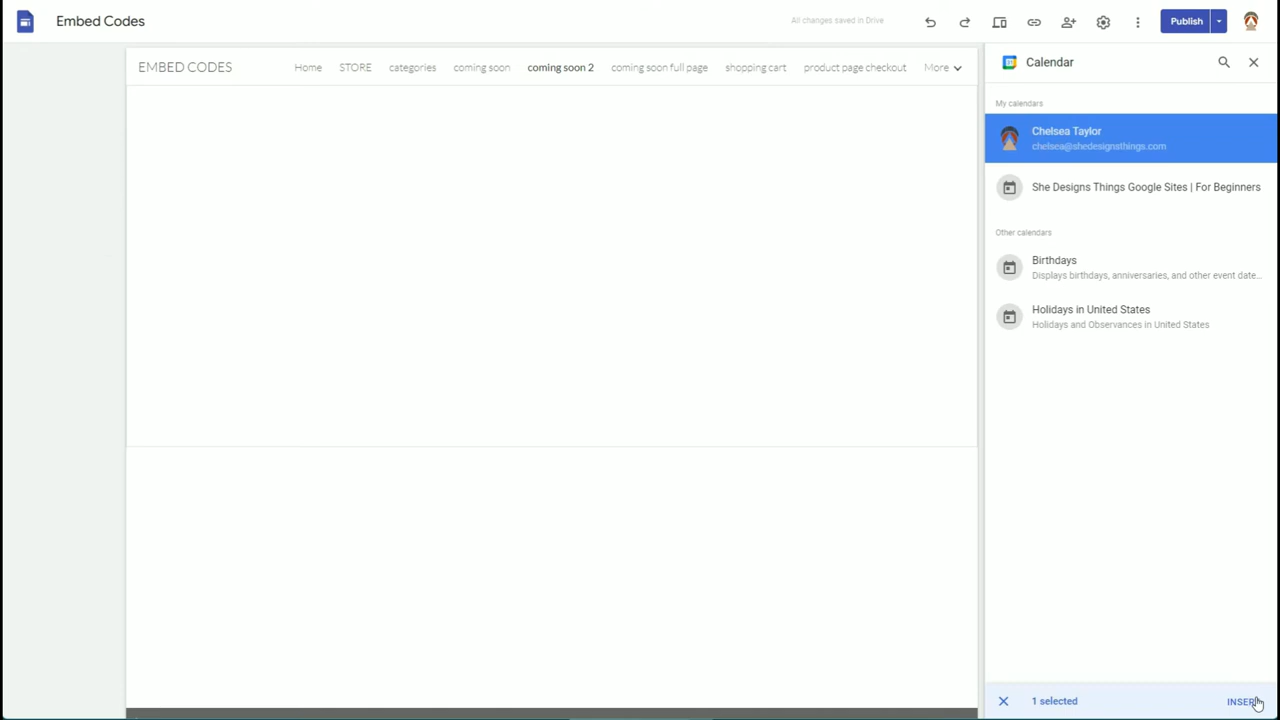 Embed Codes
All changes saved in Drive
Publish
EMBED CODES
Home STORE categories coming soon coming soon 2 coming soon full page shopping cart product page checkout More
Calendar
My calendars
Chelsea Taylor
chelsea@shedesignsthings.com
She Designs Things Google Sites | For Beginners
Other calendars
Birthdays
Displays birthdays, anniversaries, and other event date...
Holidays in United States
Holidays and Observances in United States
1 selected
INSERT